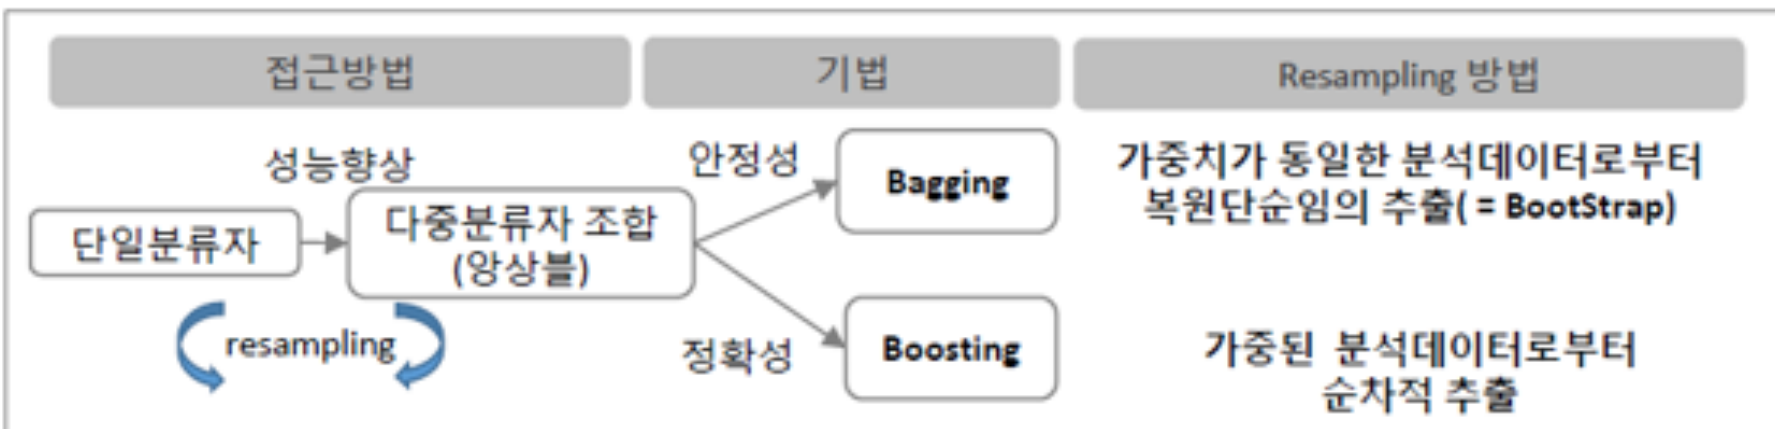 접근방법
기법
Resampling 방법
성능향상
단일분류자
다중분류자 조합
(앙상블)
resampling
안정성
Bagging
정확성
Boosting
가중치가 동일한 분석데이터로부터
복원단순임의 추출( = BootStrap)
가중된 분석데이터로부터
순차적 추출